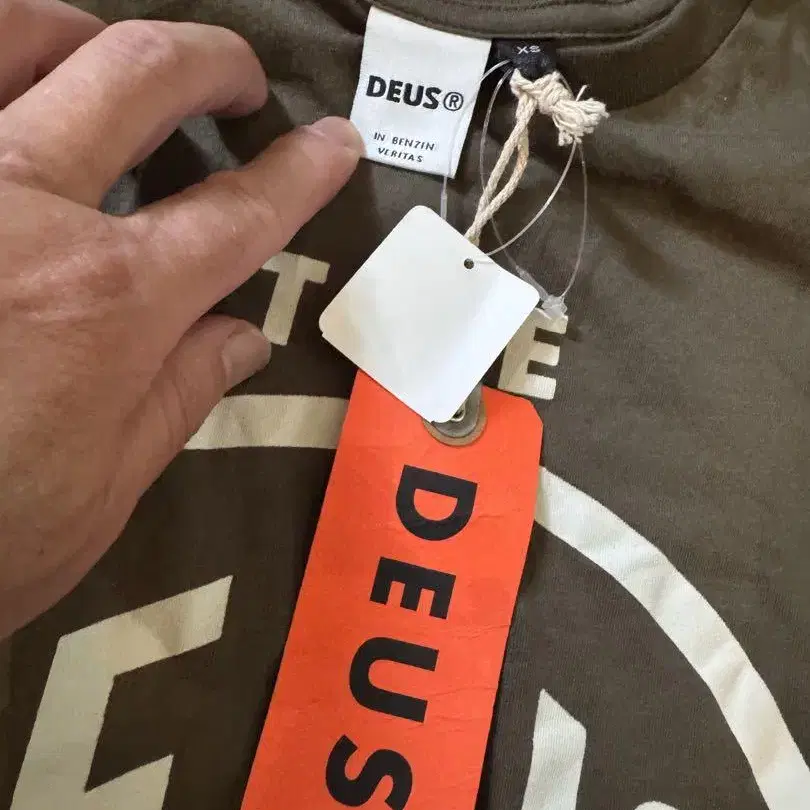 DEUS®
IN BENZIN
VERITAS
XS
T
E
DEUS